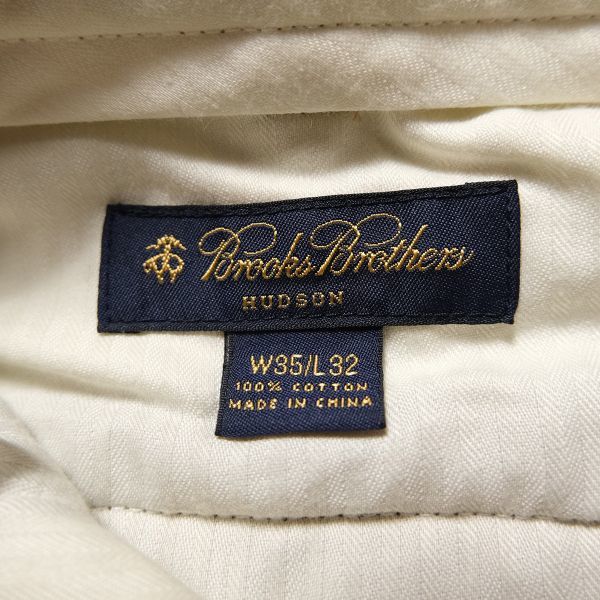 Brooks Brothers
HUDSON
W35/L32
100% COTTON
MADE IN CHINA